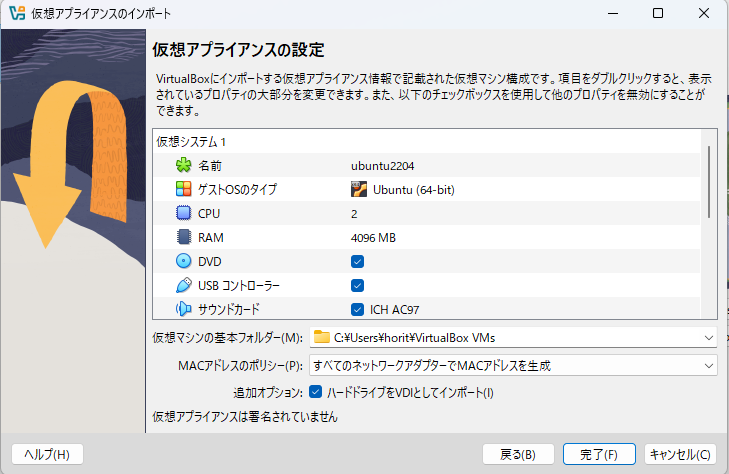 仮想アプライアンスのインポート
仮想アプライアンスの設定
VirtualBoxにインポートする仮想アプライアンス情報で記載された仮想マシン構成です。項目をダブルクリックすると、表示
されているプロパティの大部分を変更できます。また、以下のチェックボックスを使用して他のプロパティを無効にすることが
できます。
仮想システム 1
名前 ubuntu2204
ゲストOSのタイプ Ubuntu (64-bit)
CPU 2
RAM 4096 MB
DVD
USB コントローラー
サウンドカード ICH AC97
仮想マシンの基本フォルダー(M): C:¥Users¥horit¥VirtualBox VMs
MACアドレスのポリシー(P): すべてのネットワークアダプターでMACアドレスを生成
追加オプション: ハードドライブをVDIとしてインポート(I)
仮想アプライアンスは署名されていません
ヘルプ(H) 戻る(B) 完了(F) キャンセル(C)